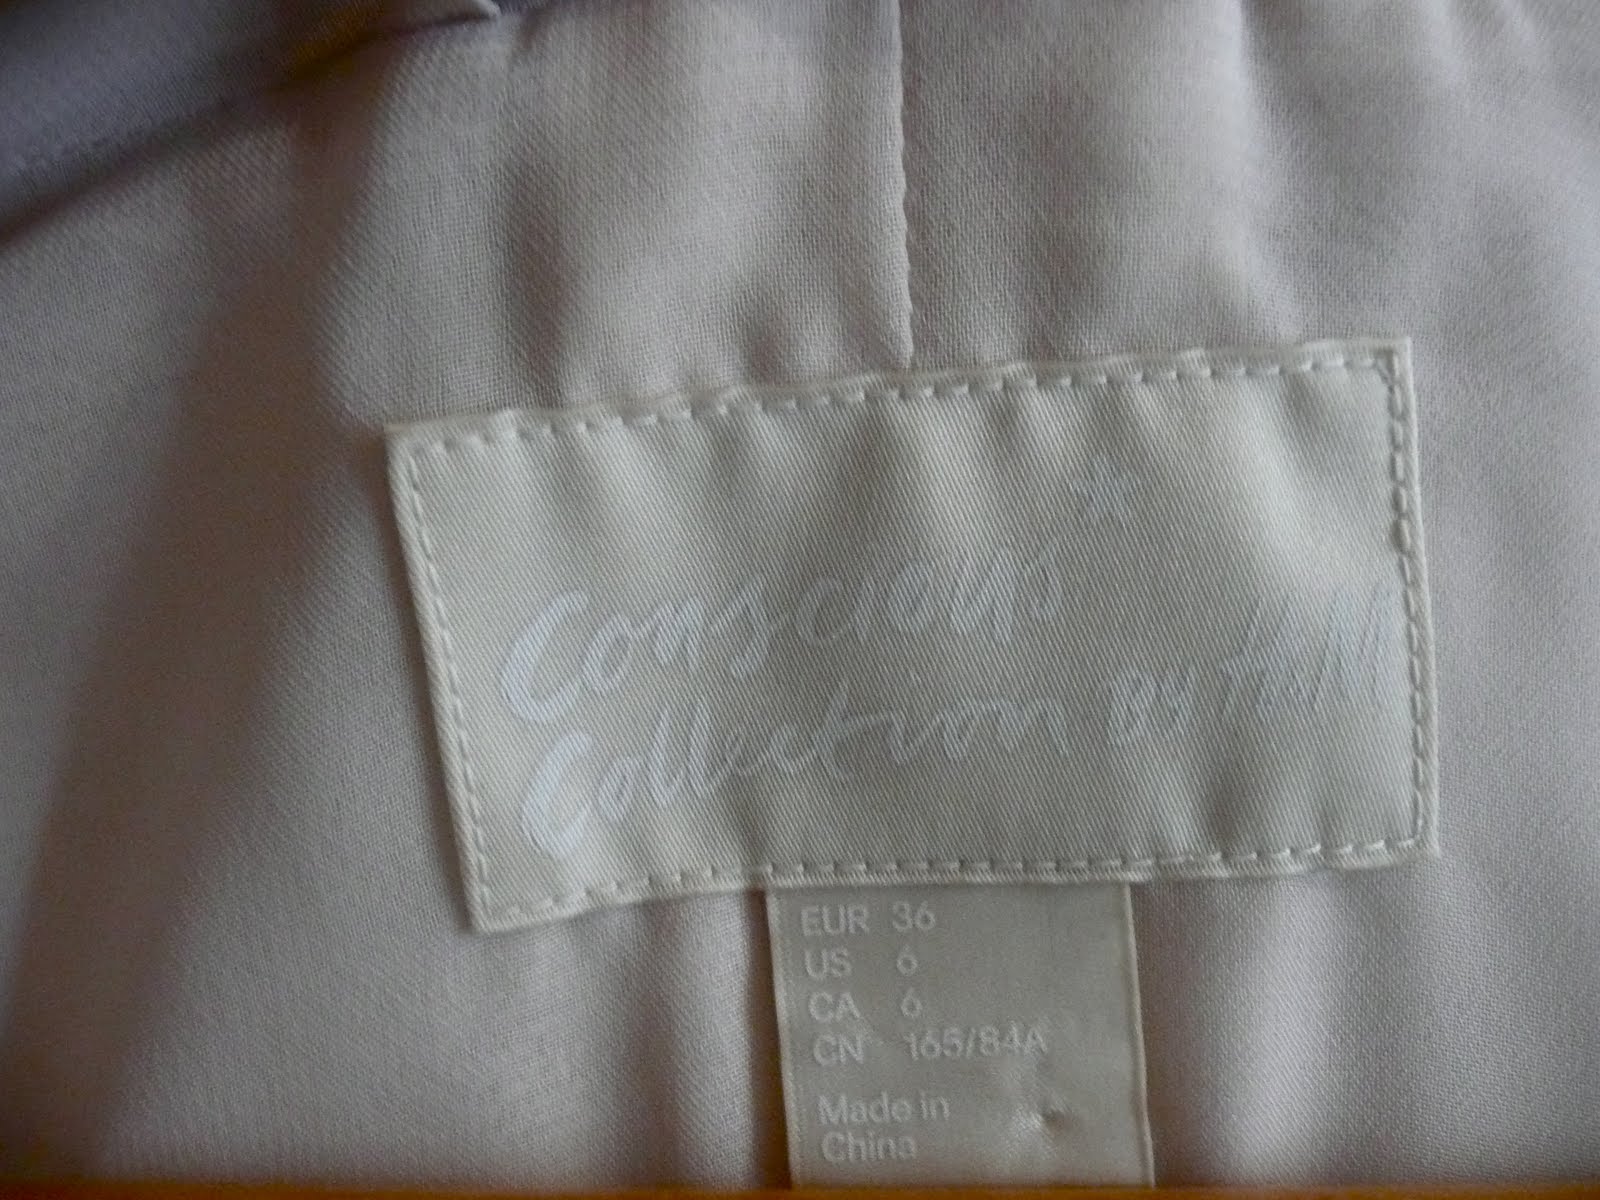 Conscious*
Collection BY H&M
EUR 36
US 6
CA 6
CN 165/84A
Made in
China